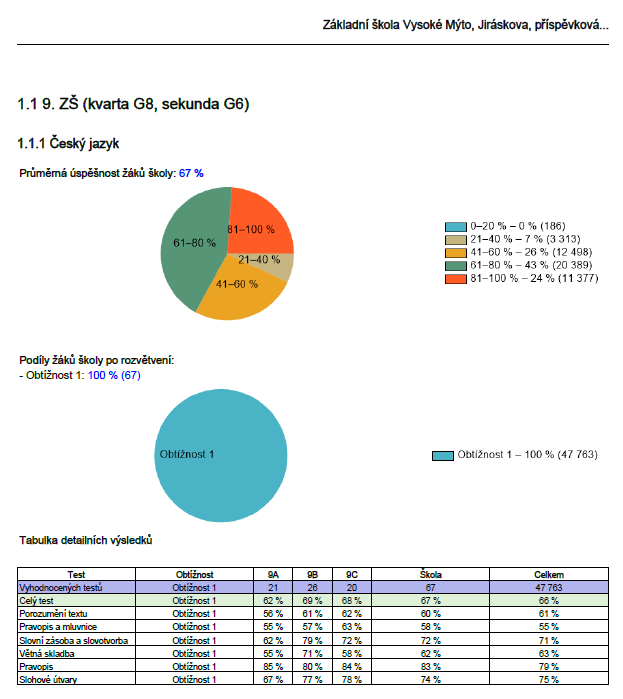 Základní škola Vysoké Mýto, Jiráskova, příspěvková...
1.1 9. ZŠ (kvarta G8, sekunda G6)
1.1.1 Český jazyk
Průměrná úspěšnost žáků školy: 67 %
81–100 %
61–80 %
21–40 %
41–60 %
0–20 % – 0 % (186)
21–40 % – 7 % (3 313)
41–60 % – 26 % (12 498)
61–80 % – 43 % (20 389)
81–100 % – 24 % (11 377)
Podíly žáků školy po rozvětvení:
- Obtížnost 1: 100 % (67)
Obtížnost 1
Obtížnost 1 – 100 % (47 763)
Tabulka detailních výsledků
Test Obtížnost 9A 9B 9C Škola Celkem
Vyhodnocených testů Obtížnost 1 21 26 20 67 47 763
Celý test Obtížnost 1 62 % 69 % 68 % 67 % 66 %
Porozumění textu Obtížnost 1 56 % 61 % 62 % 60 % 61 %
Pravopis a mluvnice Obtížnost 1 55 % 57 % 63 % 58 % 55 %
Slovní zásoba a slovotvorba Obtížnost 1 62 % 79 % 72 % 72 % 71 %
Větná skladba Obtížnost 1 55 % 71 % 58 % 62 % 63 %
Pravopis Obtížnost 1 85 % 80 % 84 % 83 % 79 %
Slohové útvary Obtížnost 1 67 % 77 % 78 % 74 % 75 %